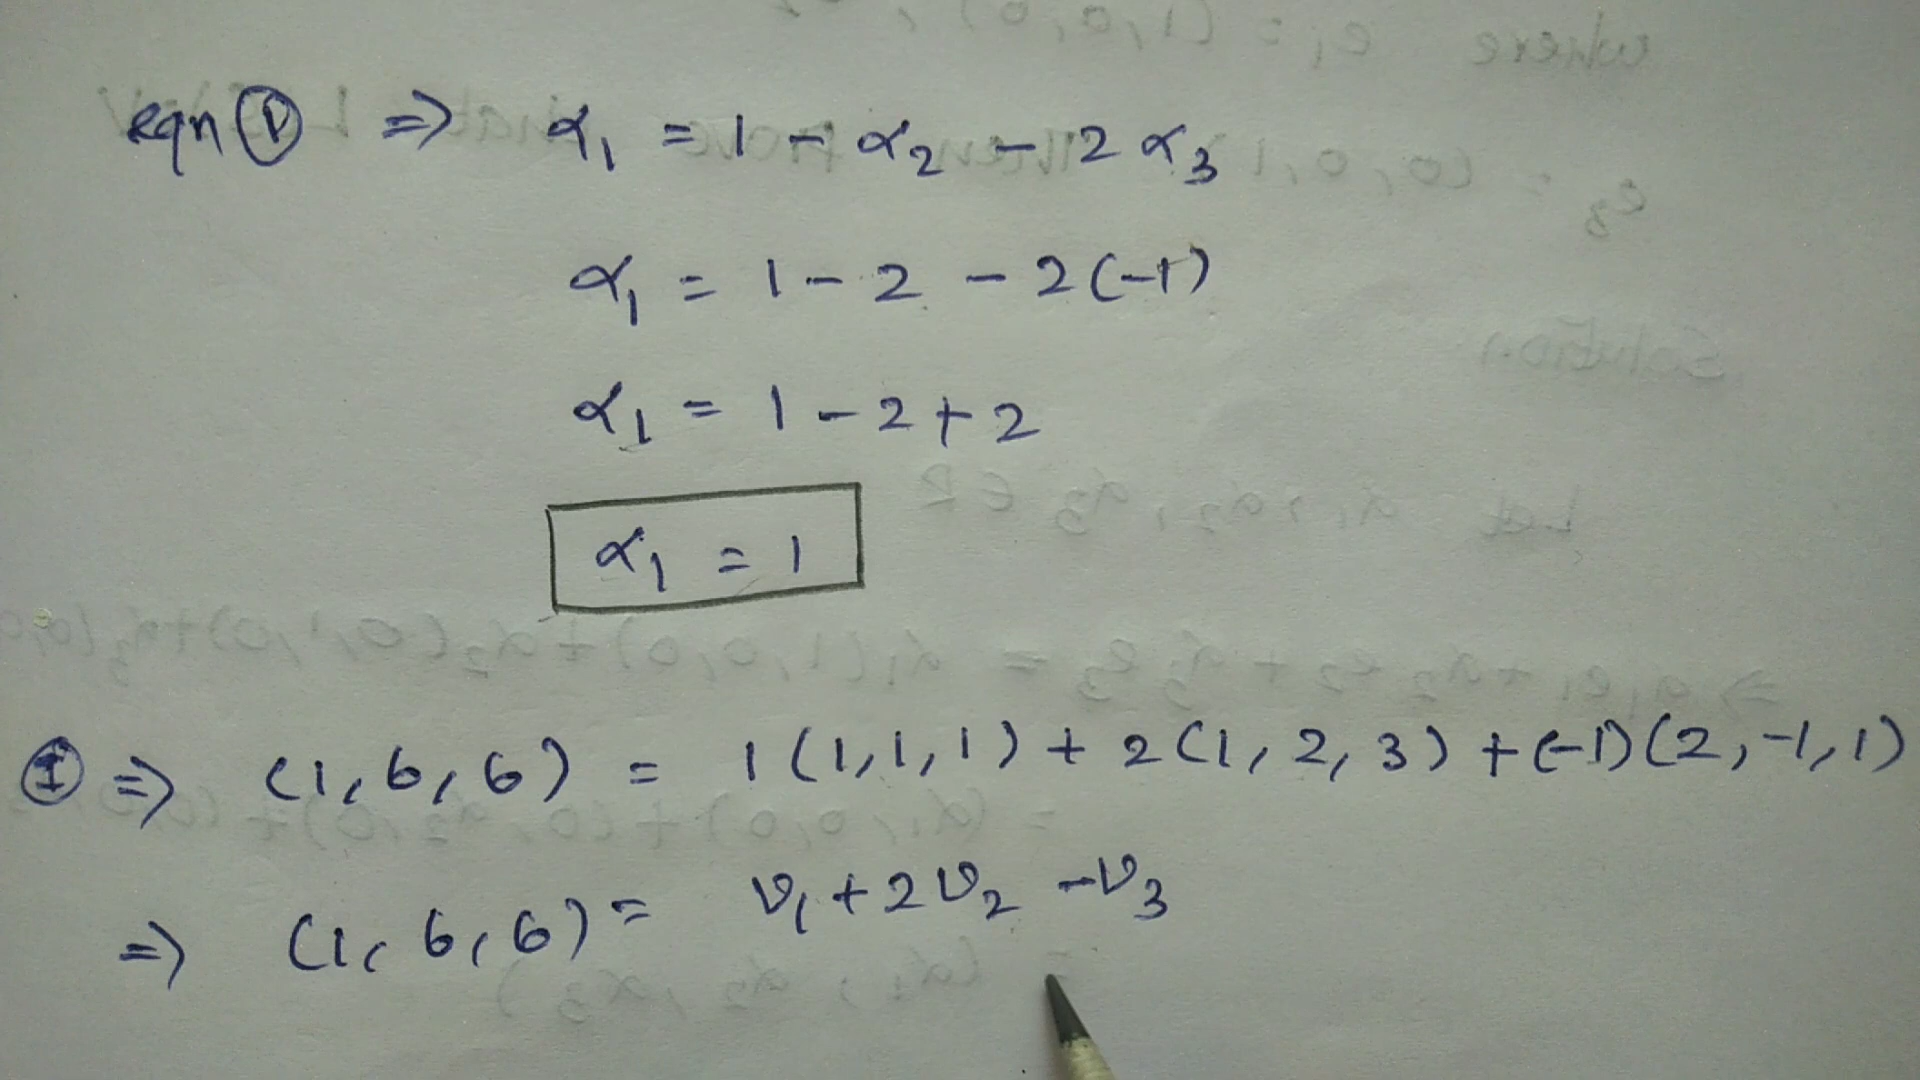 eqn ① ⇒ α₁ = 1 - α₂ - 2α₃
α₁ = 1 - 2 - 2(-1)
α₁ = 1 - 2 + 2
α₁ = 1
Ⓘ ⇒ (1,6,6) = 1(1,1,1) + 2(1,2,3) + (-1)(2,-1,1)
⇒ (1,6,6) = v₁ + 2v₂ - v₃